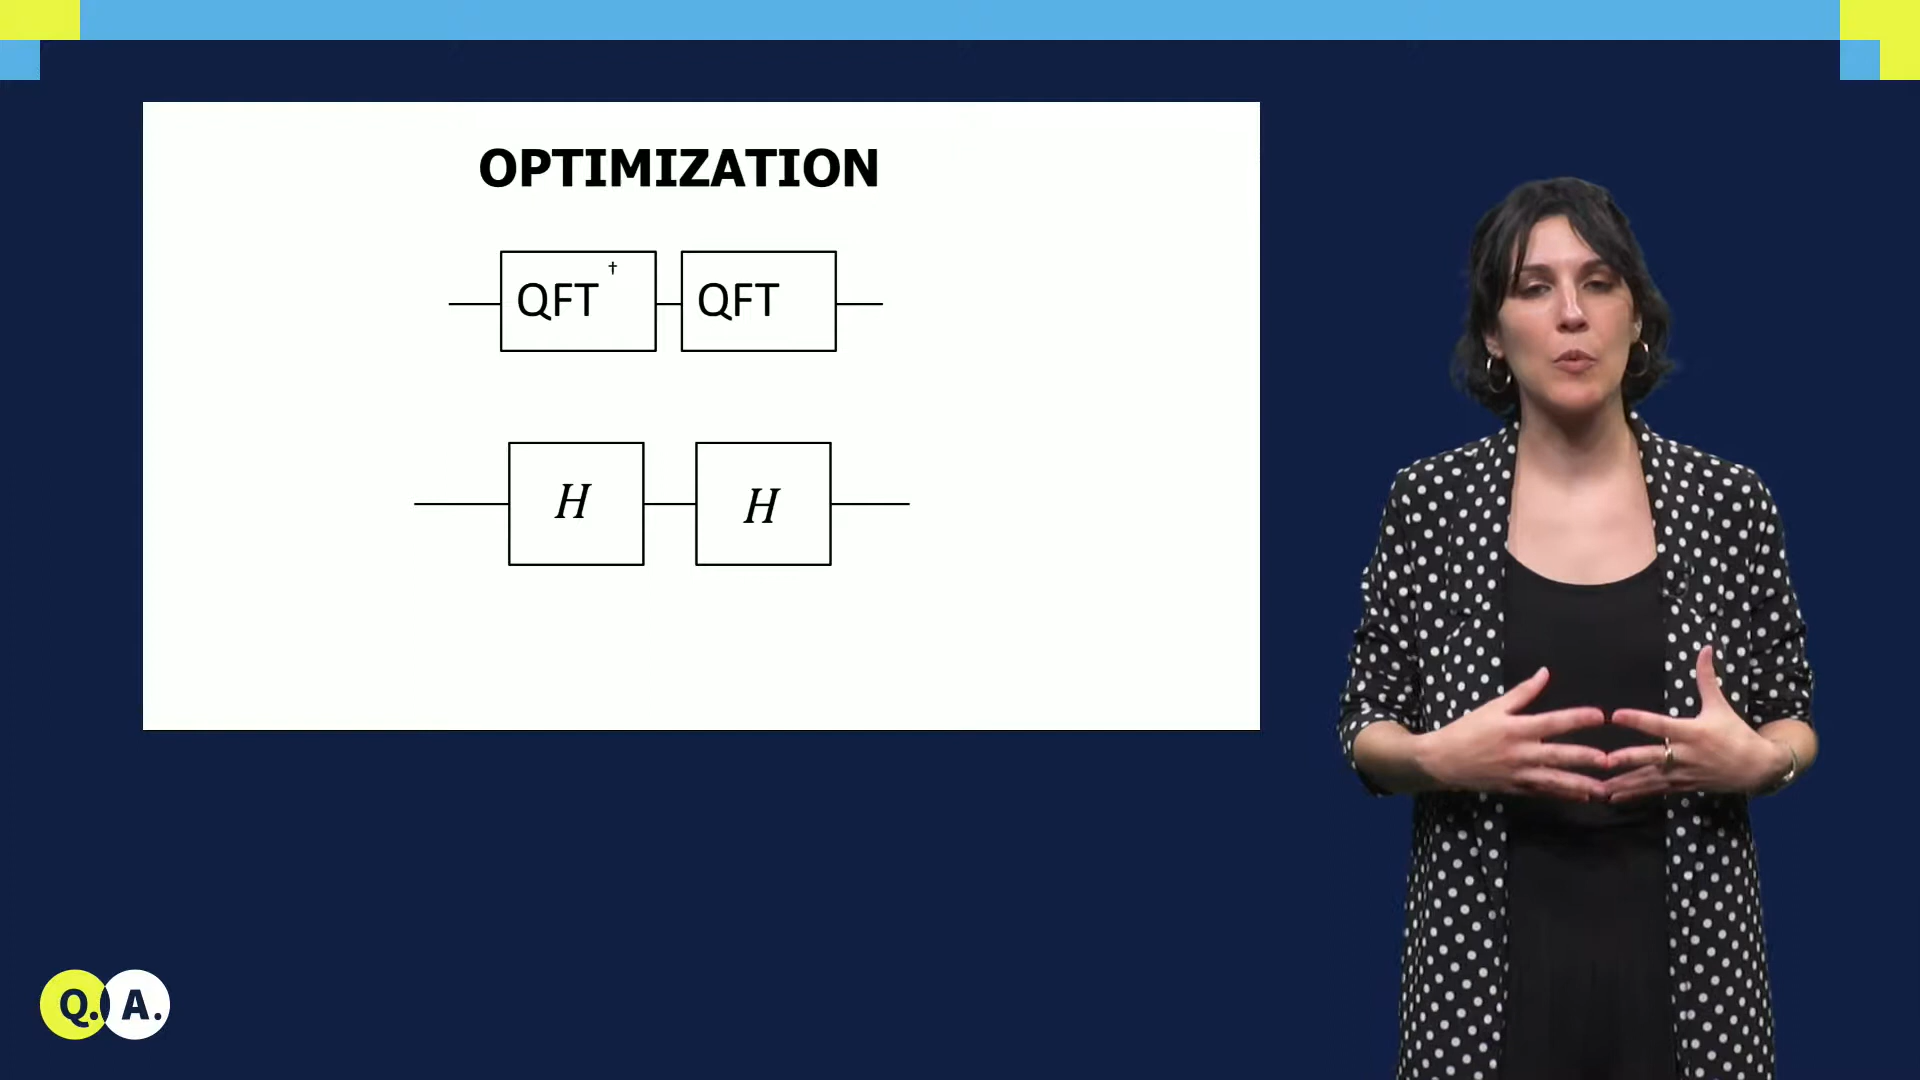 OPTIMIZATION
QFT† QFT
H H
Q. A.